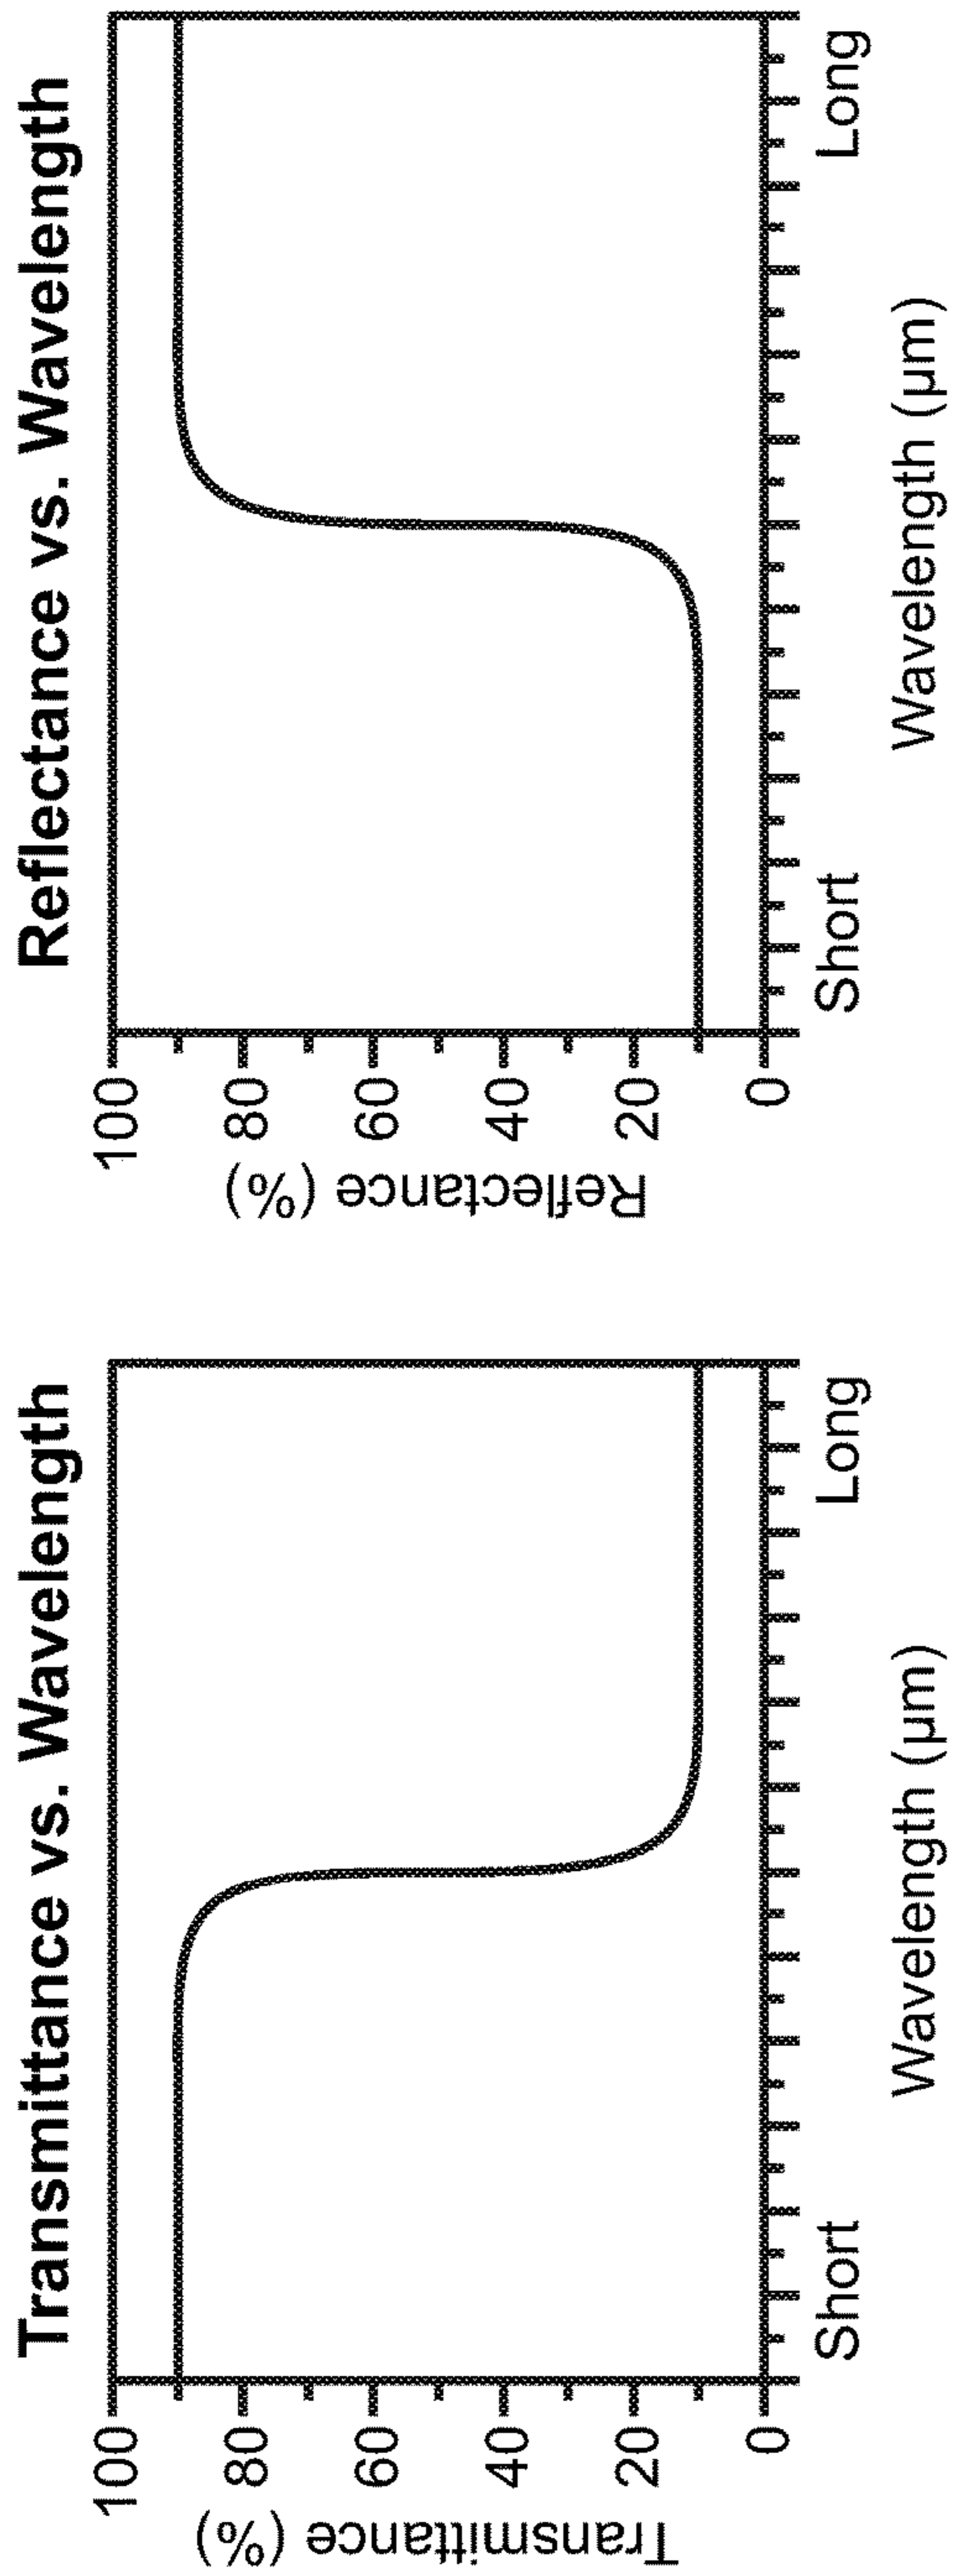 Transmittance vs. Wavelength
Transmittance (%)
100
80
60
40
20
0
Short
Long
Wavelength (μm)
Reflectance vs. Wavelength
Reflectance (%)
100
80
60
40
20
0
Short
Long
Wavelength (μm)